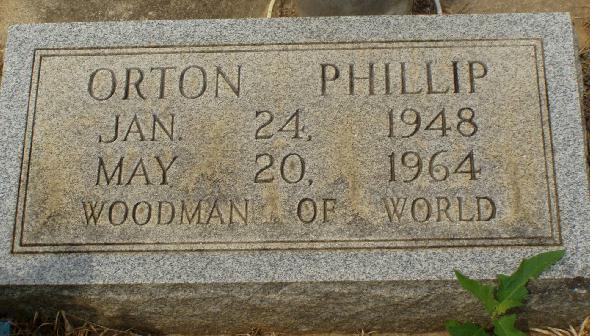 ORTON PHILLIP
JAN. 24, 1948
MAY 20, 1964
WOODMAN OF WORLD